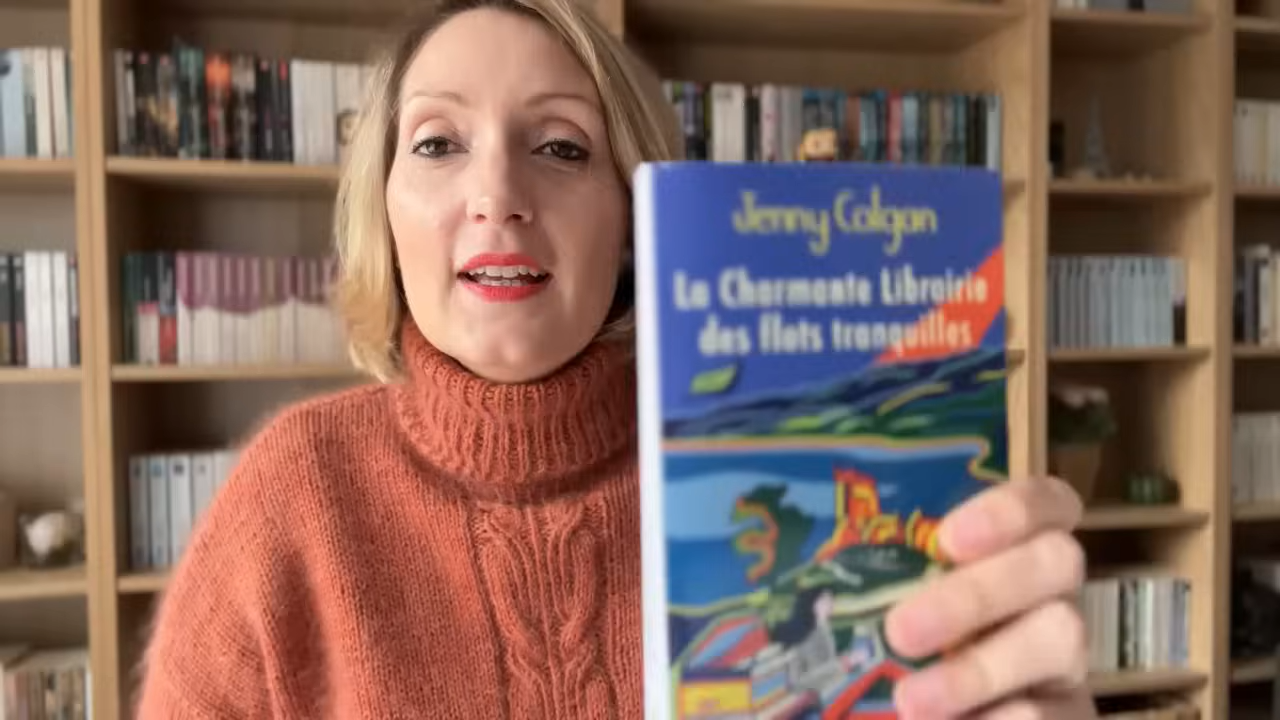 Jenny Colgan
La Charmante Librairie
des flots tranquilles